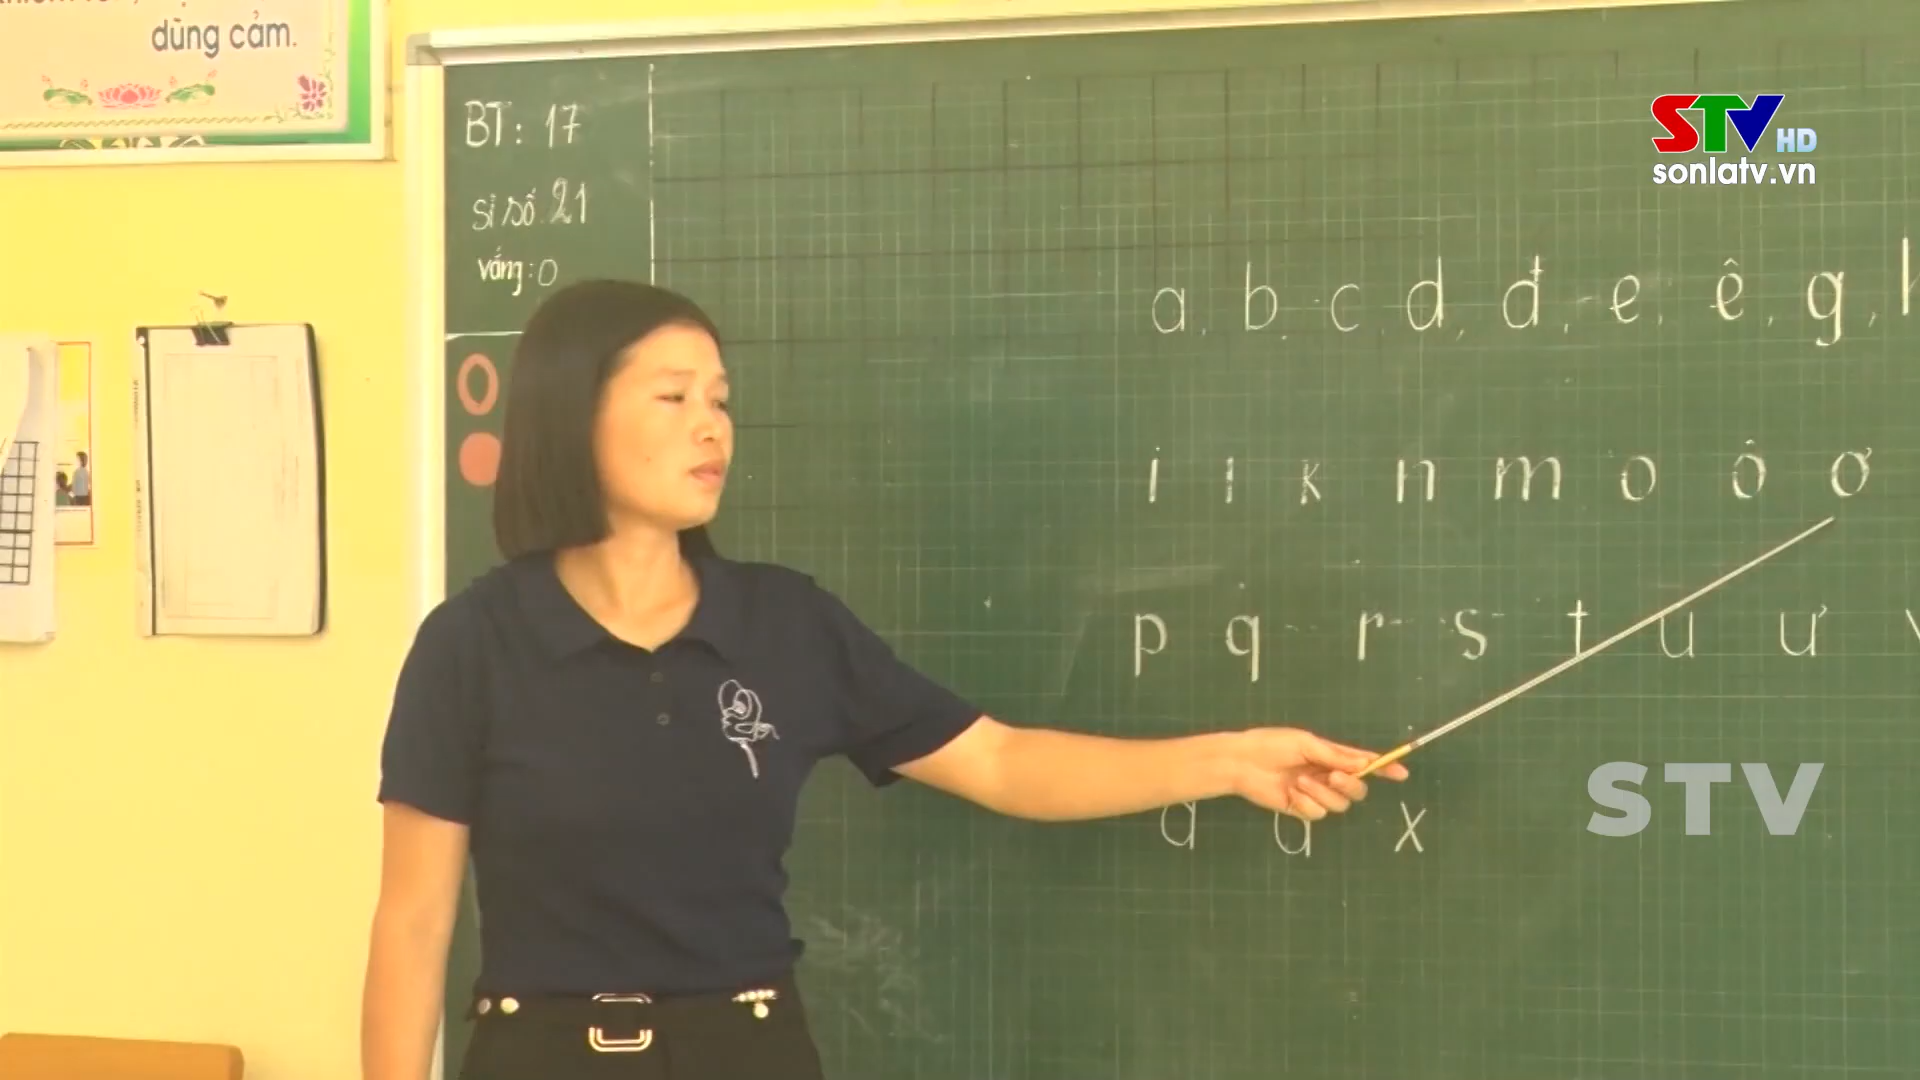 dũng cảm.
BT: 17
sĩ số 21
vắng: 0
a, b, c, d, đ, e, ê, g,
i l k n m o ô ơ
p q r s t u ư
x
STV HD
sonlatv.vn
STV